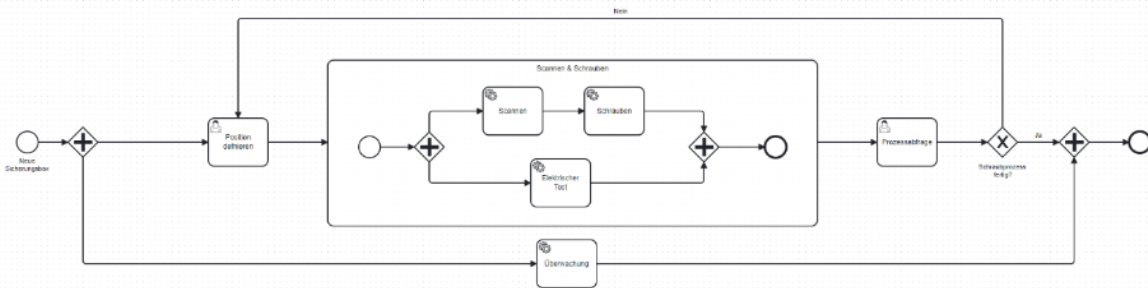 Nein
Scannen & Schrauben
Scannen
Schrauben
Position
definieren
Prozessabfrage
Ja
Neue
Sicherungsbox
Schraubprozess
fertig?
Elektrischer
Test
Überwachung